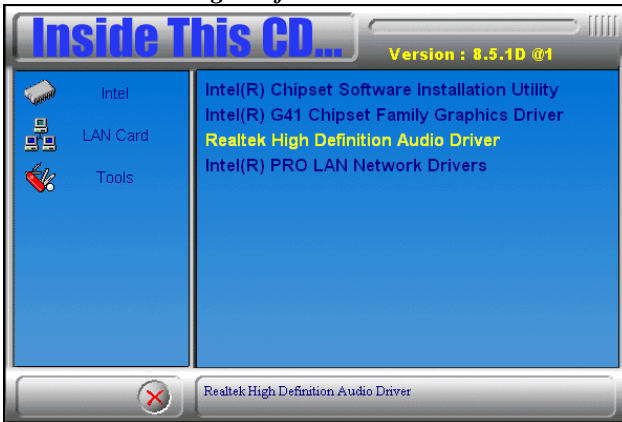 Inside This CD...
Version : 8.5.1D @1
Intel
LAN Card
Tools
Intel(R) Chipset Software Installation Utility
Intel(R) G41 Chipset Family Graphics Driver
Realtek High Definition Audio Driver
Intel(R) PRO LAN Network Drivers
Realtek High Definition Audio Driver